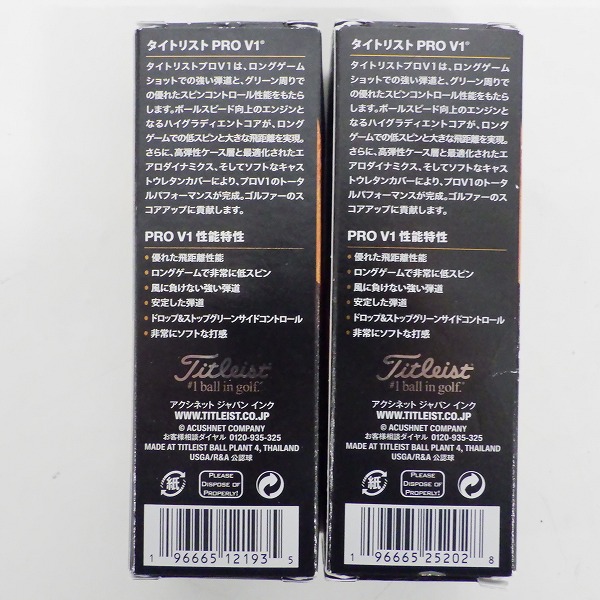 タイトリスト PRO V1®
タイトリストプロV1は、ロングゲーム
ショットでの強い弾道と、グリーン周りで
の優れたスピンコントロール性能をもたら
します。ボールスピード向上のエンジンと
なるハイグラディエントコアが、ロング
ゲームでの低スピンと大きな飛距離を実現。
さらに、高弾性ケース層と最適化されたエ
アロダイナミクス、そしてソフトなキャス
トウレタンカバーにより、プロV1のトータ
ルパフォーマンスが完成。ゴルファーのス
コアアップに貢献します。
PRO V1 性能特性
• 優れた飛距離性能
• ロングゲームで非常に低スピン
• 風に負けない強い弾道
• 安定した弾道
• ドロップ&ストップグリーンサイドコントロール
• 非常にソフトな打感
Titleist
#1 ball in golf.
アクシネット ジャパン インク
WWW.TITLEIST.CO.JP
© ACUSHNET COMPANY
お客様相談ダイヤル 0120-935-325
MADE AT TITLEIST BALL PLANT 4, THAILAND
USGA/R&A 公認球
紙
PLEASE
DISPOSE OF
PROPERLY!
1 96665 12193 5
タイトリスト PRO V1®
タイトリストプロV1は、ロングゲーム
ショットでの強い弾道と、グリーン周りで
の優れたスピンコントロール性能をもたら
します。ボールスピード向上のエンジンと
なるハイグラディエントコアが、ロング
ゲームでの低スピンと大きな飛距離を実現。
さらに、高弾性ケース層と最適化されたエ
アロダイナミクス、そしてソフトなキャス
トウレタンカバーにより、プロV1のトータ
ルパフォーマンスが完成。ゴルファーのス
コアアップに貢献します。
PRO V1 性能特性
• 優れた飛距離性能
• ロングゲームで非常に低スピン
• 風に負けない強い弾道
• 安定した弾道
• ドロップ&ストップグリーンサイドコントロール
• 非常にソフトな打感
Titleist
#1 ball in golf.
アクシネット ジャパン インク
WWW.TITLEIST.CO.JP
© ACUSHNET COMPANY
お客様相談ダイヤル 0120-935-325
MADE AT TITLEIST BALL PLANT 4, THAILAND
USGA/R&A 公認球
紙
PLEASE
DISPOSE OF
PROPERLY!
1 96665 25202 8